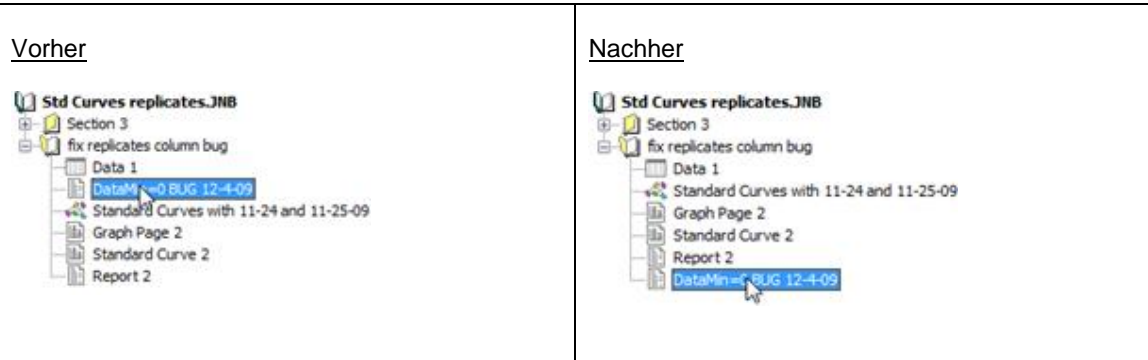 Vorher
Std Curves replicates.JNB
Section 3
fix replicates column bug
Data 1
DataMin=0 BUG 12-4-09
Standard Curves with 11-24 and 11-25-09
Graph Page 2
Standard Curve 2
Report 2
Nachher
Std Curves replicates.JNB
Section 3
fix replicates column bug
Data 1
Standard Curves with 11-24 and 11-25-09
Graph Page 2
Standard Curve 2
Report 2
DataMin=0 BUG 12-4-09